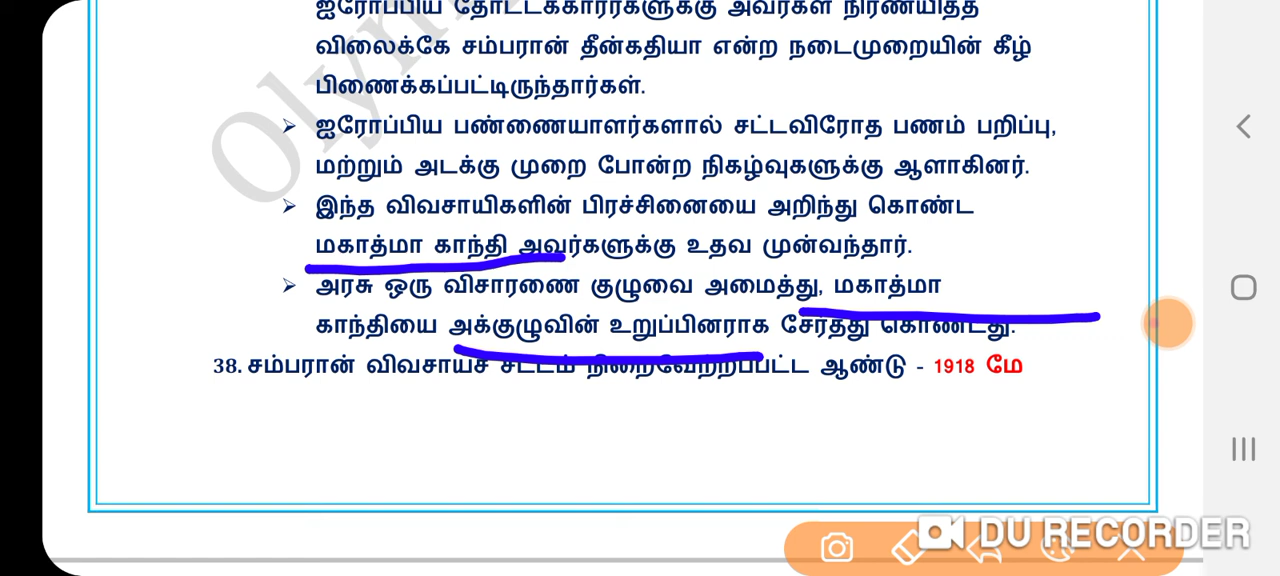 ஐரோப்பிய தோட்டக்காரர்களுக்கு அவர்கள் நிர்ணயித்த
விலைக்கே சம்பரான் தீன்கதியா என்ற நடைமுறையின் கீழ்
பிணைக்கப்பட்டிருந்தார்கள்.
➢ ஐரோப்பிய பண்ணையாளர்களால் சட்டவிரோத பணம் பறிப்பு,
மற்றும் அடக்கு முறை போன்ற நிகழ்வுகளுக்கு ஆளாகினர்.
➢ இந்த விவசாயிகளின் பிரச்சினையை அறிந்து கொண்ட
மகாத்மா காந்தி அவர்களுக்கு உதவ முன்வந்தார்.
➢ அரசு ஒரு விசாரணை குழுவை அமைத்து, மகாத்மா
காந்தியை அக்குழுவின் உறுப்பினராக சேர்த்து கொண்டது.
38. சம்பரான் விவசாயச் சட்டம் நிறைவேற்றப்பட்ட ஆண்டு - 1918 மே
DU RECORDER